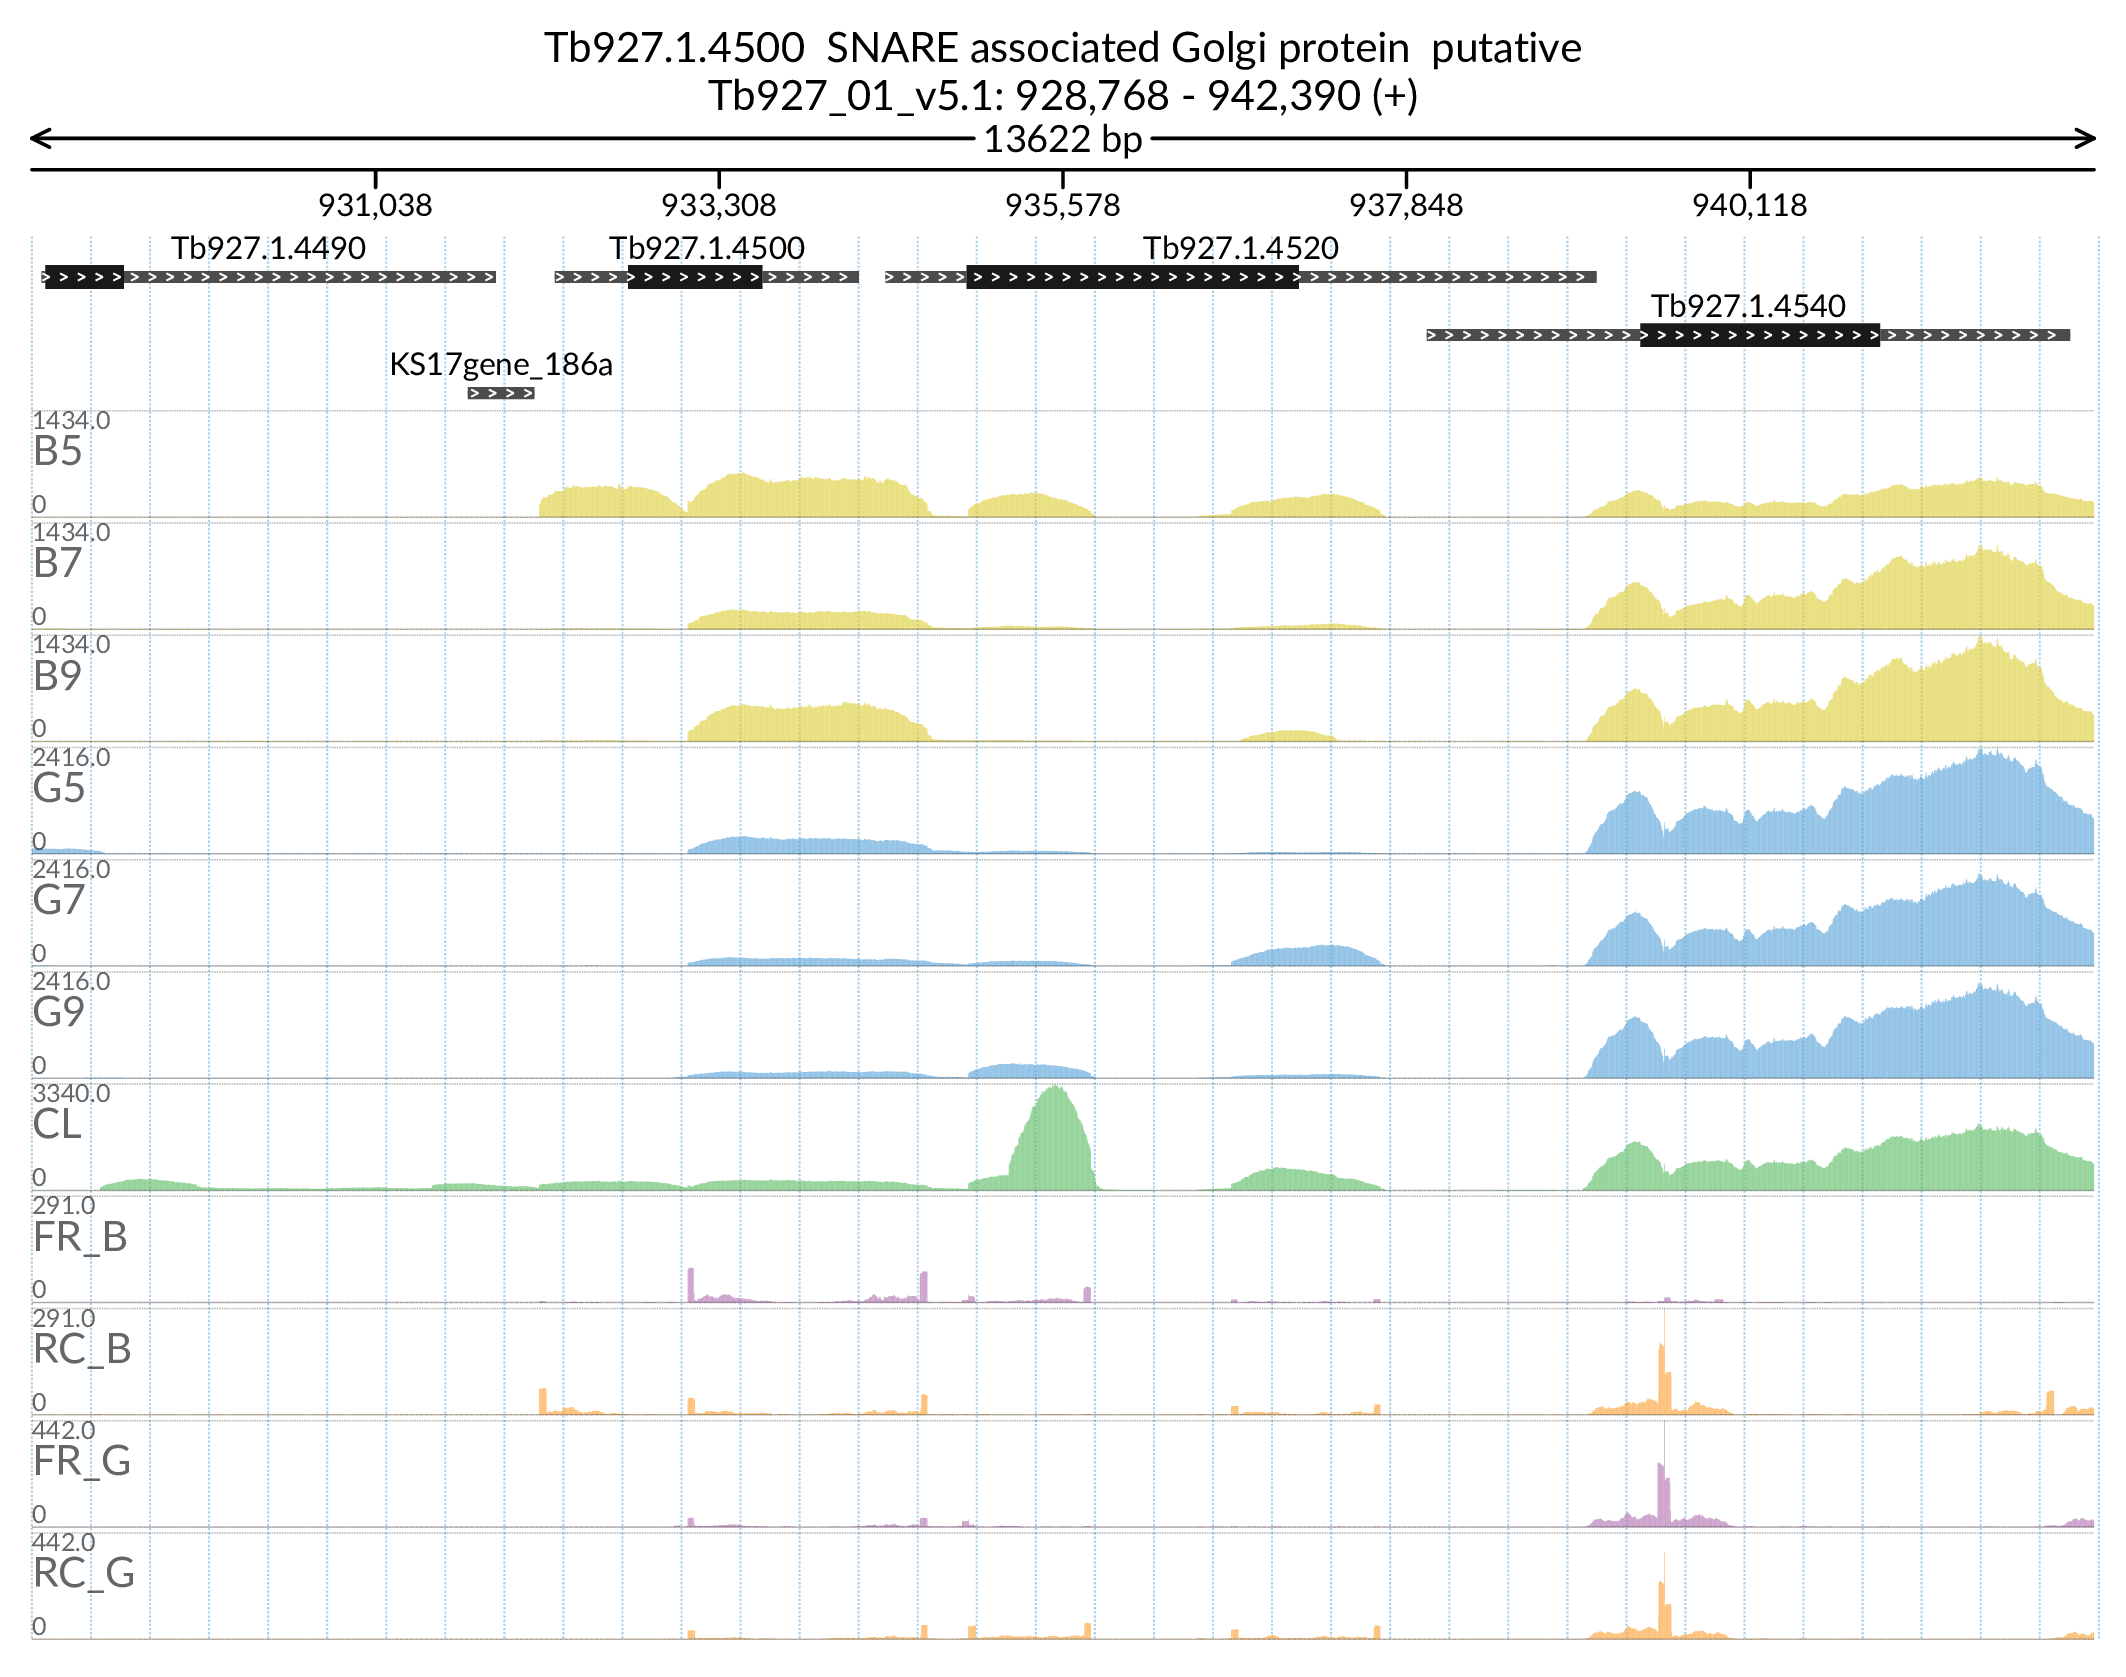 Tb927.1.4500  SNARE associated Golgi protein  putative
Tb927_01_v5.1: 928,768 - 942,390 (+)
13622 bp
931,038 933,308 935,578 937,848 940,118
Tb927.1.4490 Tb927.1.4500 Tb927.1.4520
Tb927.1.4540
KS17gene_186a
1434.0
B5
0
1434.0
B7
0
1434.0
B9
0
2416.0
G5
0
2416.0
G7
0
2416.0
G9
0
3340.0
CL
0
291.0
FR_B
0
291.0
RC_B
0
442.0
FR_G
0
442.0
RC_G
0